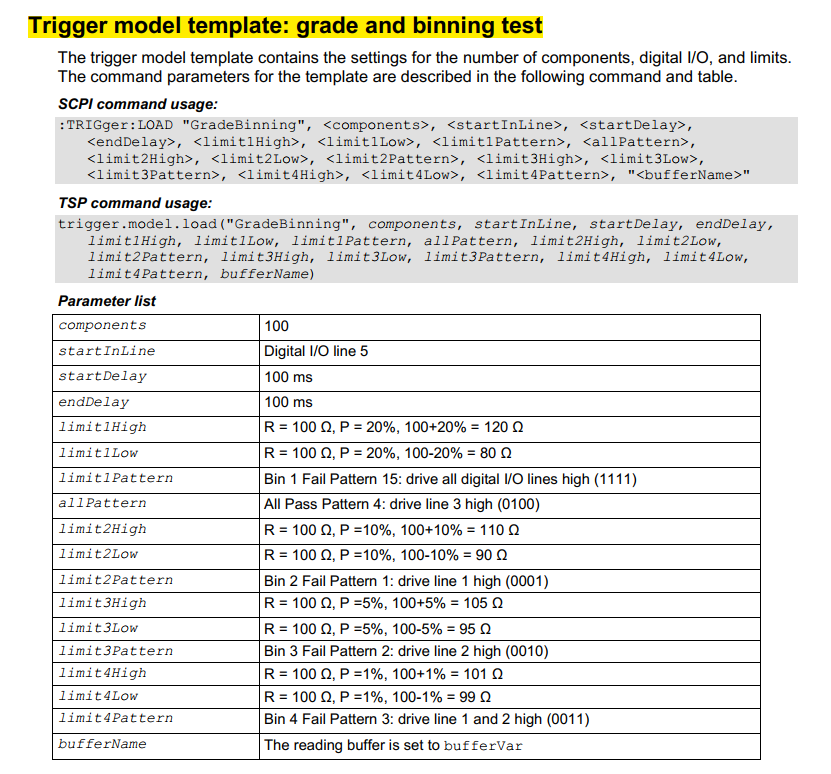 Trigger model template: grade and binning test
The trigger model template contains the settings for the number of components, digital I/O, and limits.
The command parameters for the template are described in the following command and table.
SCPI command usage:
:TRIGger:LOAD "GradeBinning", <components>, <startInLine>, <startDelay>,
<endDelay>, <limit1High>, <limit1Low>, <limit1Pattern>, <allPattern>,
<limit2High>, <limit2Low>, <limit2Pattern>, <limit3High>, <limit3Low>,
<limit3Pattern>, <limit4High>, <limit4Low>, <limit4Pattern>, "<bufferName>"
TSP command usage:
trigger.model.load("GradeBinning", components, startInLine, startDelay, endDelay,
limit1High, limit1Low, limit1Pattern, allPattern, limit2High, limit2Low,
limit2Pattern, limit3High, limit3Low, limit3Pattern, limit4High, limit4Low,
limit4Pattern, bufferName)
Parameter list
components 100
startInLine Digital I/O line 5
startDelay 100 ms
endDelay 100 ms
limit1High R = 100 Ω, P = 20%, 100+20% = 120 Ω
limit1Low R = 100 Ω, P = 20%, 100-20% = 80 Ω
limit1Pattern Bin 1 Fail Pattern 15: drive all digital I/O lines high (1111)
allPattern All Pass Pattern 4: drive line 3 high (0100)
limit2High R = 100 Ω, P =10%, 100+10% = 110 Ω
limit2Low R = 100 Ω, P =10%, 100-10% = 90 Ω
limit2Pattern Bin 2 Fail Pattern 1: drive line 1 high (0001)
limit3High R = 100 Ω, P =5%, 100+5% = 105 Ω
limit3Low R = 100 Ω, P =5%, 100-5% = 95 Ω
limit3Pattern Bin 3 Fail Pattern 2: drive line 2 high (0010)
limit4High R = 100 Ω, P =1%, 100+1% = 101 Ω
limit4Low R = 100 Ω, P =1%, 100-1% = 99 Ω
limit4Pattern Bin 4 Fail Pattern 3: drive line 1 and 2 high (0011)
bufferName The reading buffer is set to bufferVar